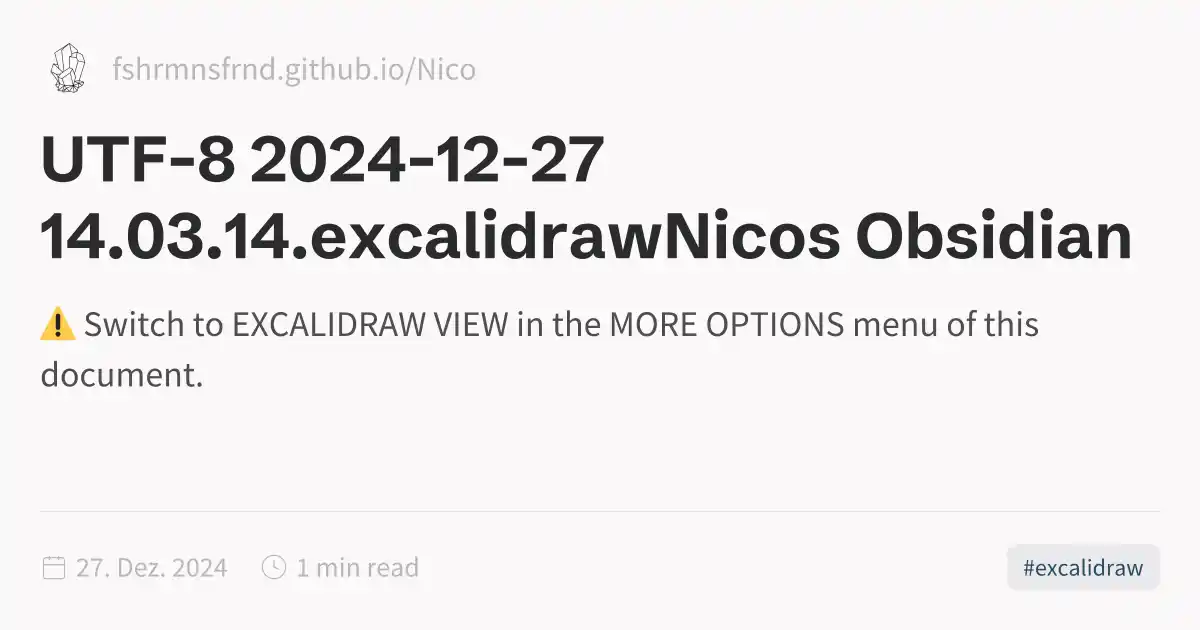 fshrmnsfrnd.github.io/Nico
UTF-8 2024-12-27
14.03.14.excalidrawNicos Obsidian
⚠️ Switch to EXCALIDRAW VIEW in the MORE OPTIONS menu of this
document.
27. Dez. 2024 1 min read
#excalidraw